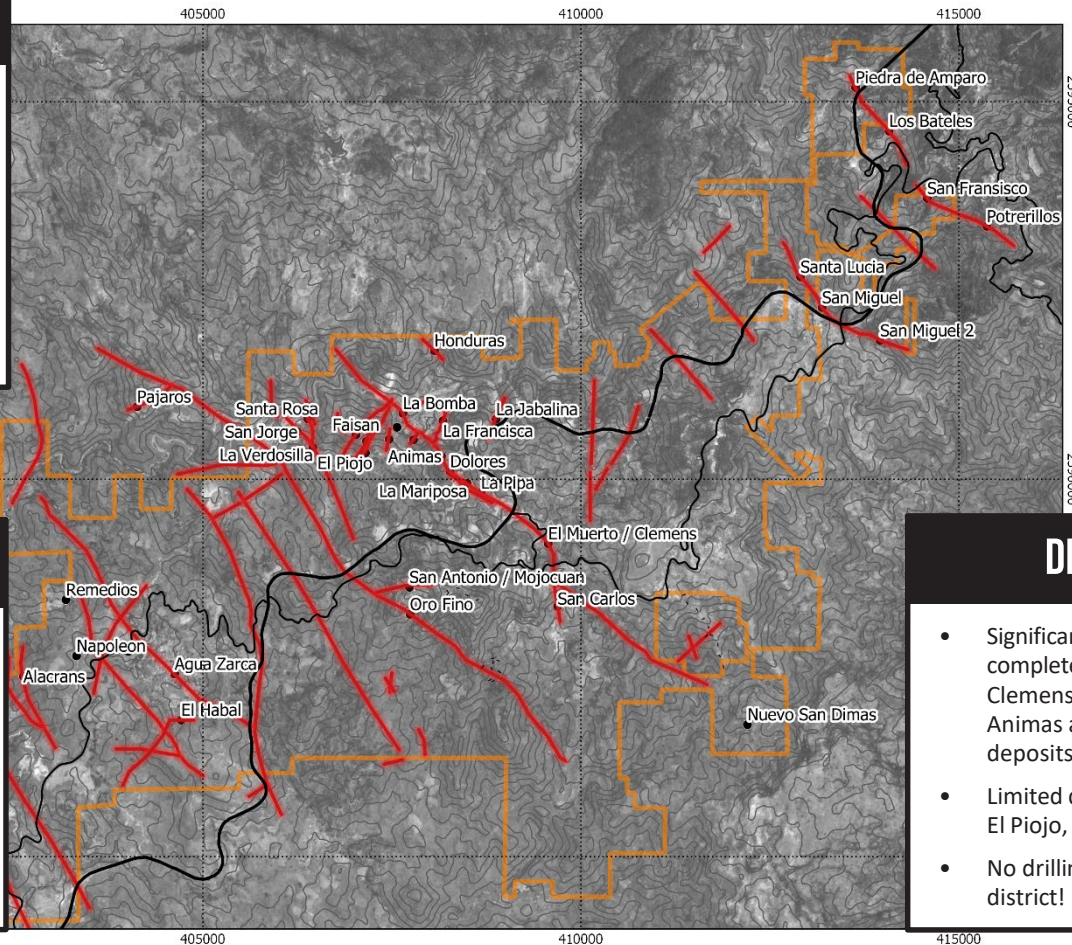 405000
410000
415000
Piedra de Amparo
Los Bateles
San Fransisco
Potrerillos
Santa Lucia
San Miguel
San Miguel 2
Honduras
Pajaros
Santa Rosa
La Bomba
La Jabalina
San Jorge
Faisan
La Francisca
La Verdosilla
El Piojo
Animas
Dolores
La Mariposa
La Pipa
El Muerto / Clemens
San Antonio / Mojocuan
San Carlos
Oro Fino
Remedios
Napoleon
Agua Zarca
Alacrans
El Habal
Nuevo San Dimas
• Significan
complete
Clemens
Animas a
deposits
• Limited
El Piojo,
• No drillin
district!
405000
410000
415000